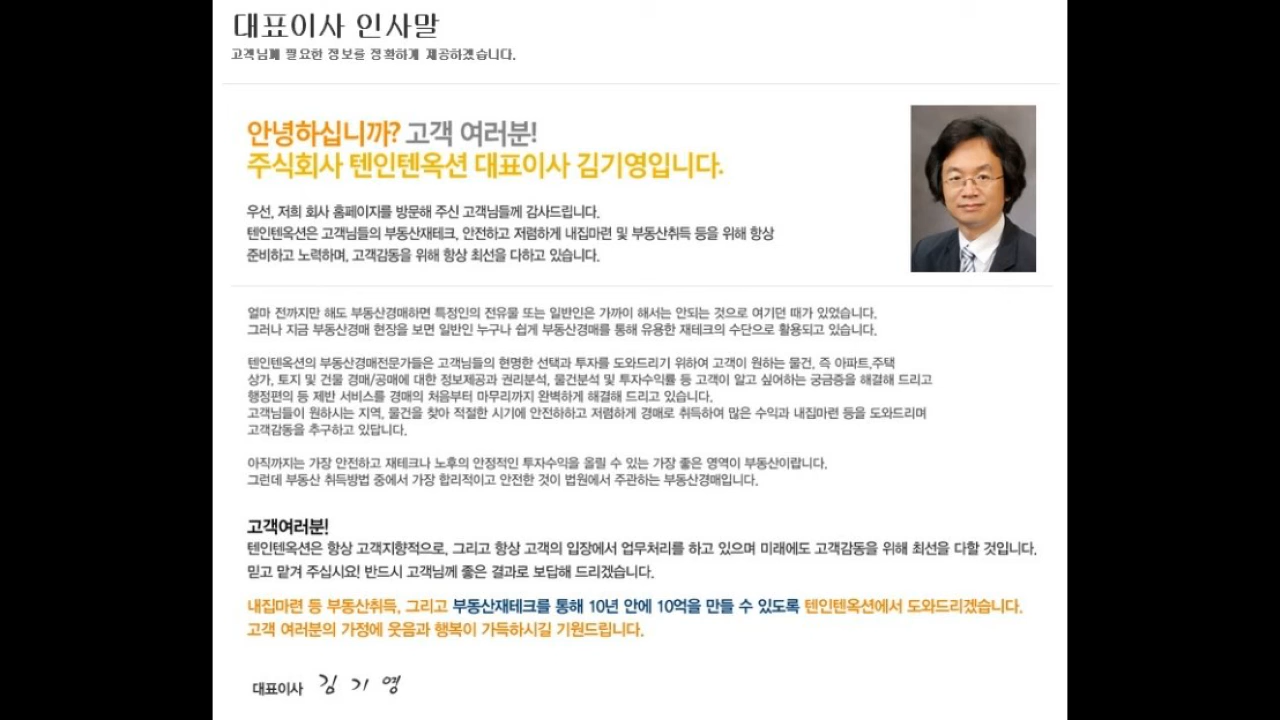 대표이사 인사말
고객님께 필요한 정보를 정확하게 제공하겠습니다.
안녕하십니까? 고객 여러분!
주식회사 텐인텐옥션 대표이사 김기영입니다.
우선, 저희 회사 홈페이지를 방문해 주신 고객님들께 감사드립니다.
텐인텐옥션은 고객님들의 부동산재테크, 안전하고 저렴하게 내집마련 및 부동산취득 등을 위해 항상
준비하고 노력하며, 고객감동을 위해 항상 최선을 다하고 있습니다.
얼마 전까지만 해도 부동산경매하면 특정인의 전유물 또는 일반인은 가까이 해서는 안되는 것으로 여기던 때가 있었습니다.
그러나 지금 부동산경매 현장을 보면 일반인 누구나 쉽게 부동산경매를 통해 유용한 재테크의 수단으로 활용되고 있습니다.
텐인텐옥션의 부동산경매전문가들은 고객님들의 현명한 선택과 투자를 도와드리기 위하여 고객이 원하는 물건, 즉 아파트,주택
상가, 토지 및 건물 경매/공매에 대한 정보제공과 권리분석, 물건분석 및 투자수익률 등 고객이 알고 싶어하는 궁금증을 해결해 드리고
행정편의 등 제반 서비스를 경매의 처음부터 마무리까지 완벽하게 해결해 드리고 있습니다.
고객님들이 원하시는 지역, 물건을 찾아 적절한 시기에 안전하하고 저렴하게 경매로 취득하여 많은 수익과 내집마련 등을 도와드리며
고객감동을 추구하고 있답니다.
아직까지는 가장 안전하고 재테크나 노후의 안정적인 투자수익을 올릴 수 있는 가장 좋은 영역이 부동산이랍니다.
그런데 부동산 취득방법 중에서 가장 합리적이고 안전한 것이 법원에서 주관하는 부동산경매입니다.
고객여러분!
텐인텐옥션은 항상 고객지향적으로, 그리고 항상 고객의 입장에서 업무처리를 하고 있으며 미래에도 고객감동을 위해 최선을 다할 것입니다.
믿고 맡겨 주십시요! 반드시 고객님께 좋은 결과로 보답해 드리겠습니다.
내집마련 등 부동산취득, 그리고 부동산재테크를 통해 10년 안에 10억을 만들 수 있도록 텐인텐옥션에서 도와드리겠습니다.
고객 여러분의 가정에 웃음과 행복이 가득하시길 기원드립니다.
대표이사 김 기 영